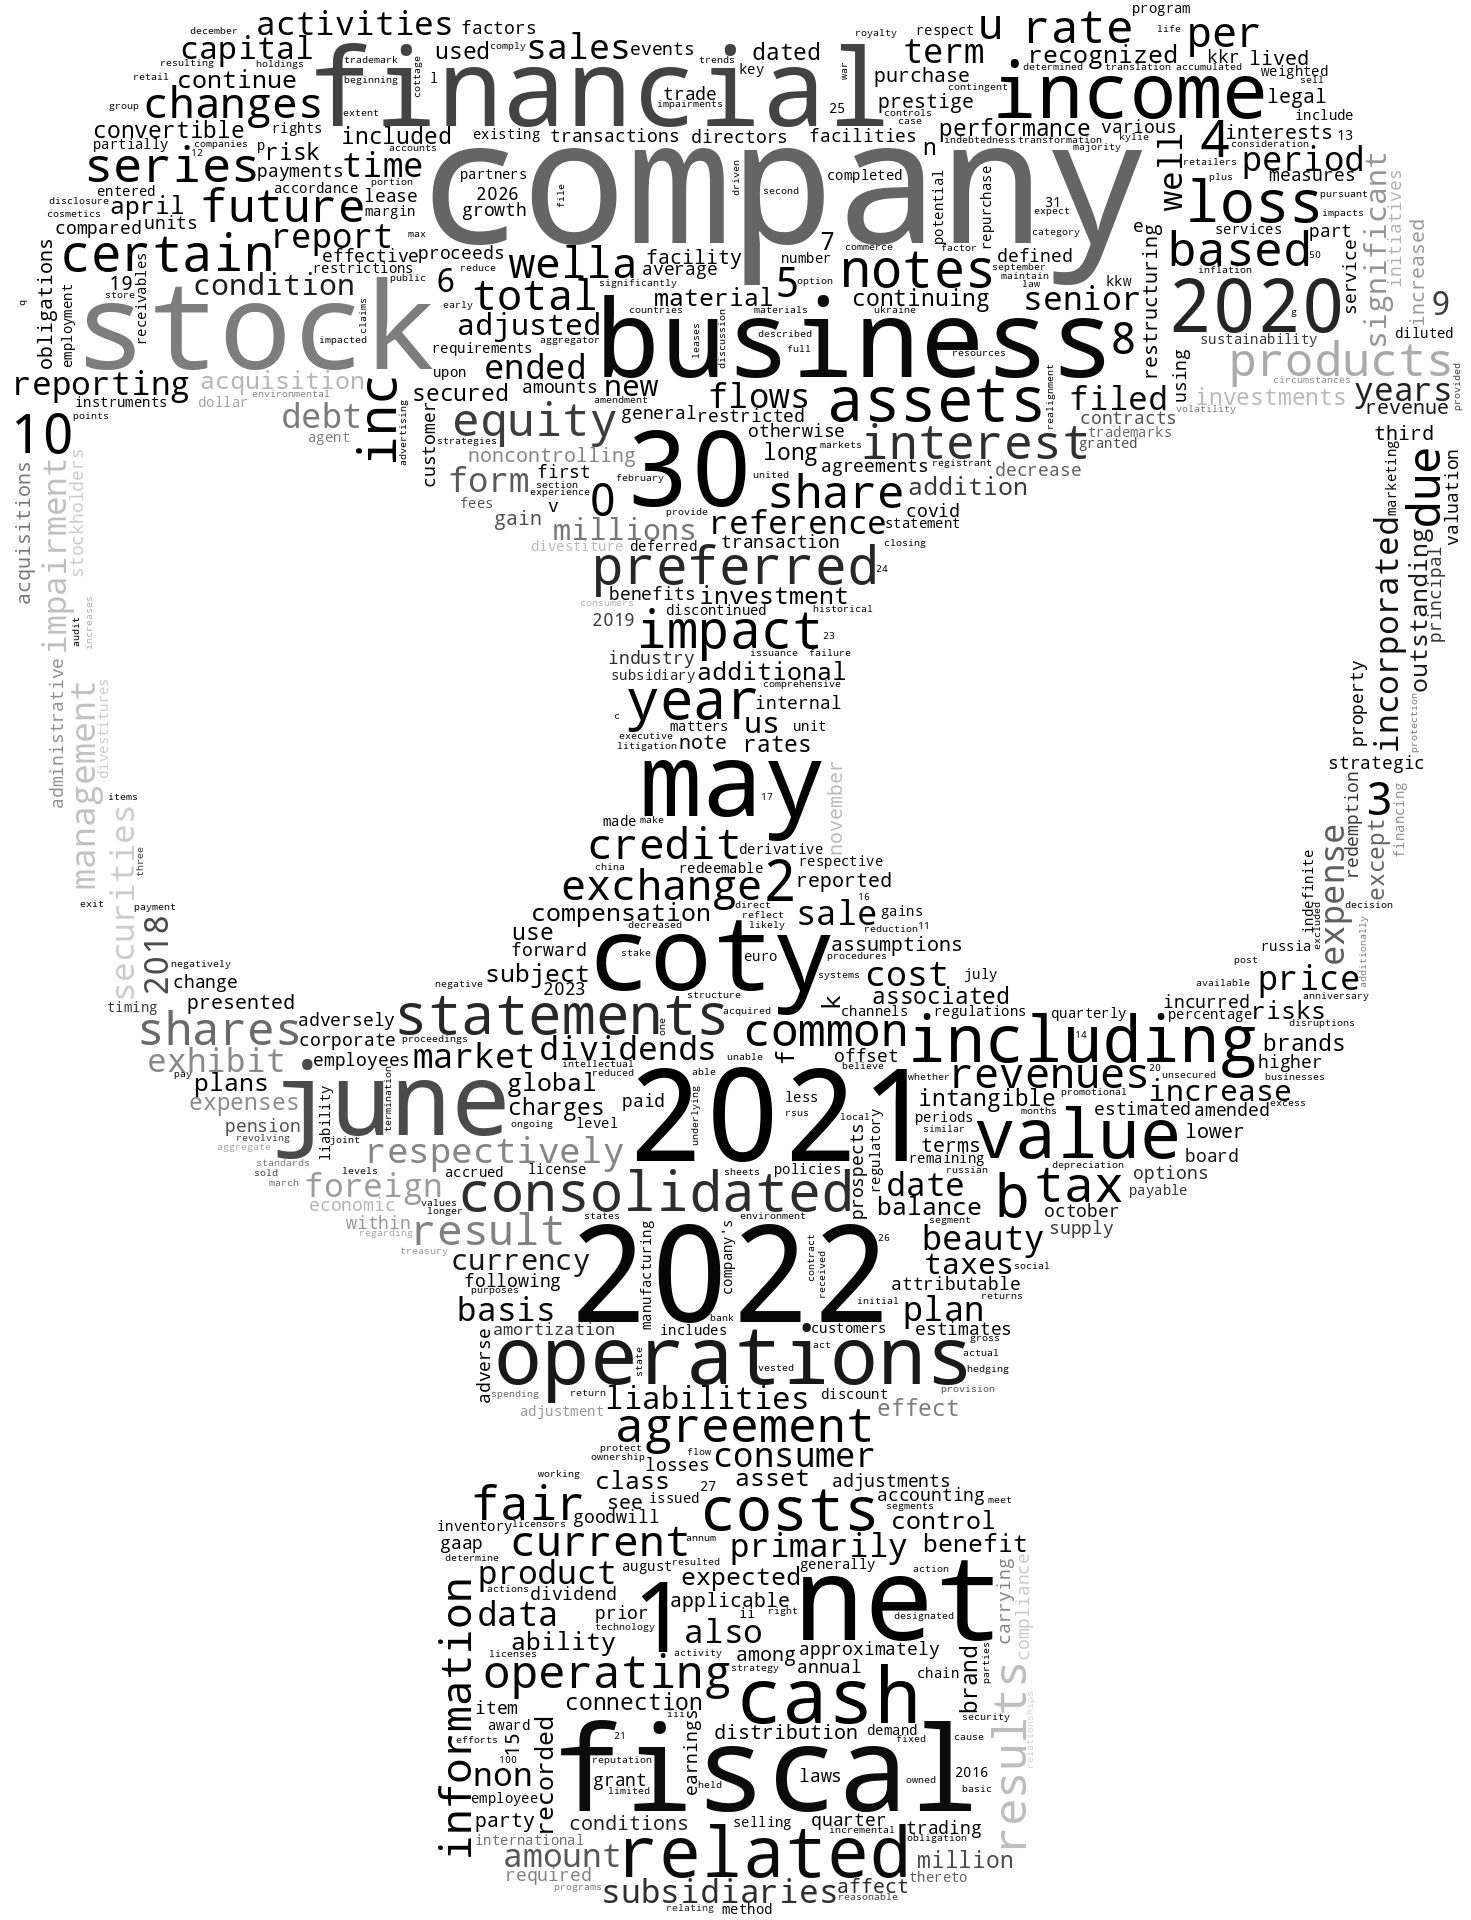 december comply activities factors used sales events dated royalty u rate program life per
resulting holdings capital trademark beginning cottage trends key war term recognized kkr lived
retail continue l financial trade impairments purchase determined translation accumulated weighted sell
group changes extent 25 controls case prestige contingent income legal
convertible rights included existing transactions directors facilities performance various include
partially companies p accounts n indebtedness transformation majority kylie 4 interests 13 consideration
series 12 risk payments time portion partners company driven second completed retailers period
entered accordance lease 2026 file potential repurchase 31 well plus measures
disclosure cosmetics april future margin growth expect loss pursuant
compared units report max category impacts significant initiatives
certain effective proceeds wella facility 7 commerce factor defined e services part
obligations restrictions public 6 reduce average number notes september based 50 service increased
q 19 store receivables condition early total significantly 5 option maintain law kkw inflation
employment stock claims countries material materials continuing ukraine senior restructuring 2020 g 9
impacted adjusted aggregator leases discussion described full business 8 sustainability diluted
requirements resources products
reporting acquisition environmental upon ended amounts new flows assets realignment using circumstances years provided
instruments dollar inc secured amendment filed investments revenue
points debt advertising customer equity general restricted contracts volatility
10 agent strategies otherwise interest trademarks third
noncontrolling markets granted
acquisitions impairment stockholders form first section experience february 30 long agreements registrant decrease marketing due valuation
fees v 0 united share addition
gain provide covid incorporated
millions reference statement
divestiture deferred transaction closing outstanding principal
preferred 24
audit increases consumers benefits investment
2019 discontinued historical
impact 23
administrative management divestitures industry issuance failure property protection
subsidiary additional
comprehensive
c year internal
matters us unit
executive litigation note rates
strategic
items may 17 november redemption 3 financing
securities made make
three credit derivative expense except
china redeemable respective indefinite
exchange 2 reported
exit payment compensation direct 16 decision
2018 reflect sale gains excluded
use decreased likely reduction 11
forward coty assumptions russia additionally
negatively stake euro procedures post
change subject systems cost july available price
timing presented negative 2023 structure k channels associated incurred anniversary
shares adversely statements acquired one common regulations quarterly percentage risks disruptions
corporate proceedings 14
exhibit employees market dividends unable f offset including brands
pay intellectual believe higher
plans reduced able whether revenues 20 unsecured businesses
expenses june termination global underlying less intangible promotional increase excess
liability charges paid 2021 rsus months estimated amended
pension ongoing level local periods similar value lower
revolving joint terms
aggregate respectively regulatory remaining board
standards levels accrued license sheets policies russian depreciation
sold foreign consolidated prospects date b tax options
march values payable
economic longer balance october
within states environment segment supply
regarding result manufacturing company's 26 beauty
treasury currency contract received taxes social
following 2022 attributable
purposes initial returns
basis bank plan
amortization includes customers estimates
adverse state operations act gross
actual
vested hedging
spending return discount provision
adjustment liabilities effect
agreement
protect flow consumer
ownership losses
working class asset adjustments
fair see issued 27 costs accounting meet
inventory licensors goodwill segments control
gaap current annum primarily benefit
determine generally
information product august resulted expected action carrying compliance
actions dividend applicable net
data prior 1 ii right designated
technology also
ability activity approximately
licenses among brand parties
operating strategy annual chain results relationships
item connection cash
award recorded iii security
efforts 15 21 earnings distribution demand fixed cause
100 reputation fiscal
non grant held laws owned 2016
employee limited basic
party conditions selling quarter trading
international incremental obligation
amount related million
required thereto
programs subsidiaries affect
reasonable
relating method